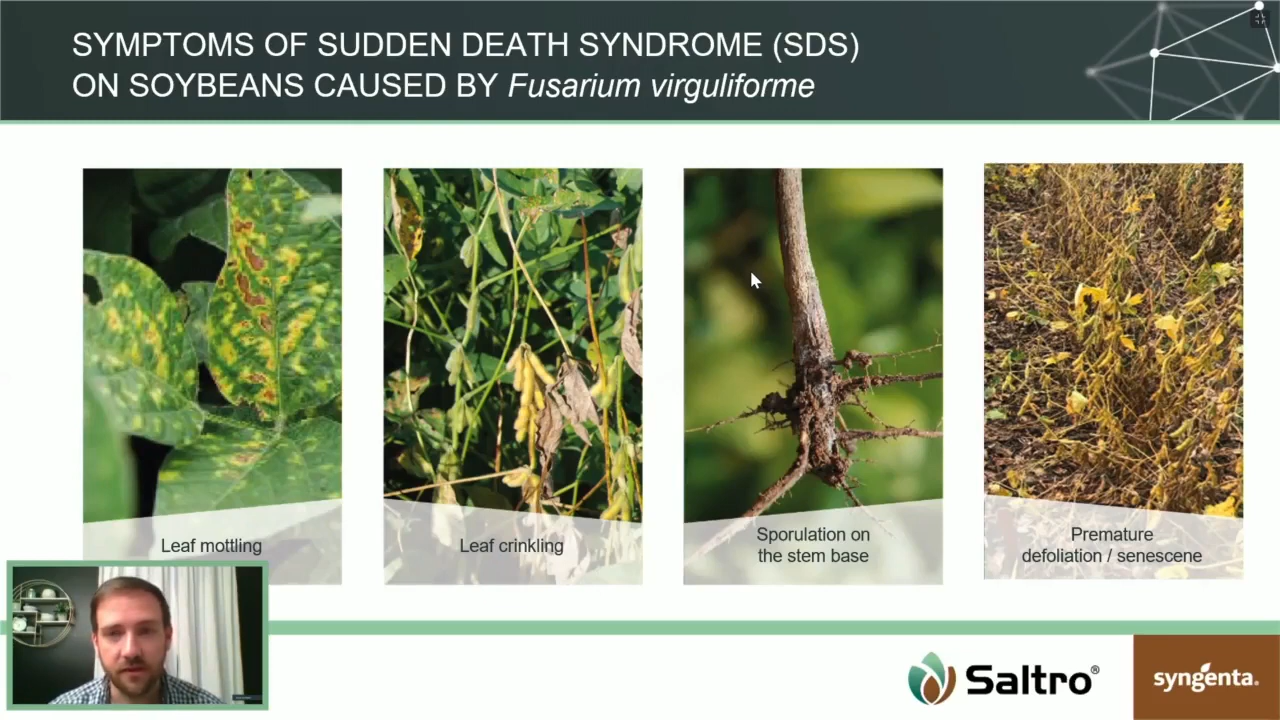 SYMPTOMS OF SUDDEN DEATH SYNDROME (SDS)
ON SOYBEANS CAUSED BY Fusarium virguliforme
Leaf mottling
Leaf crinkling
Sporulation on
the stem base
Premature
defoliation / senescene
Saltro®
syngenta.